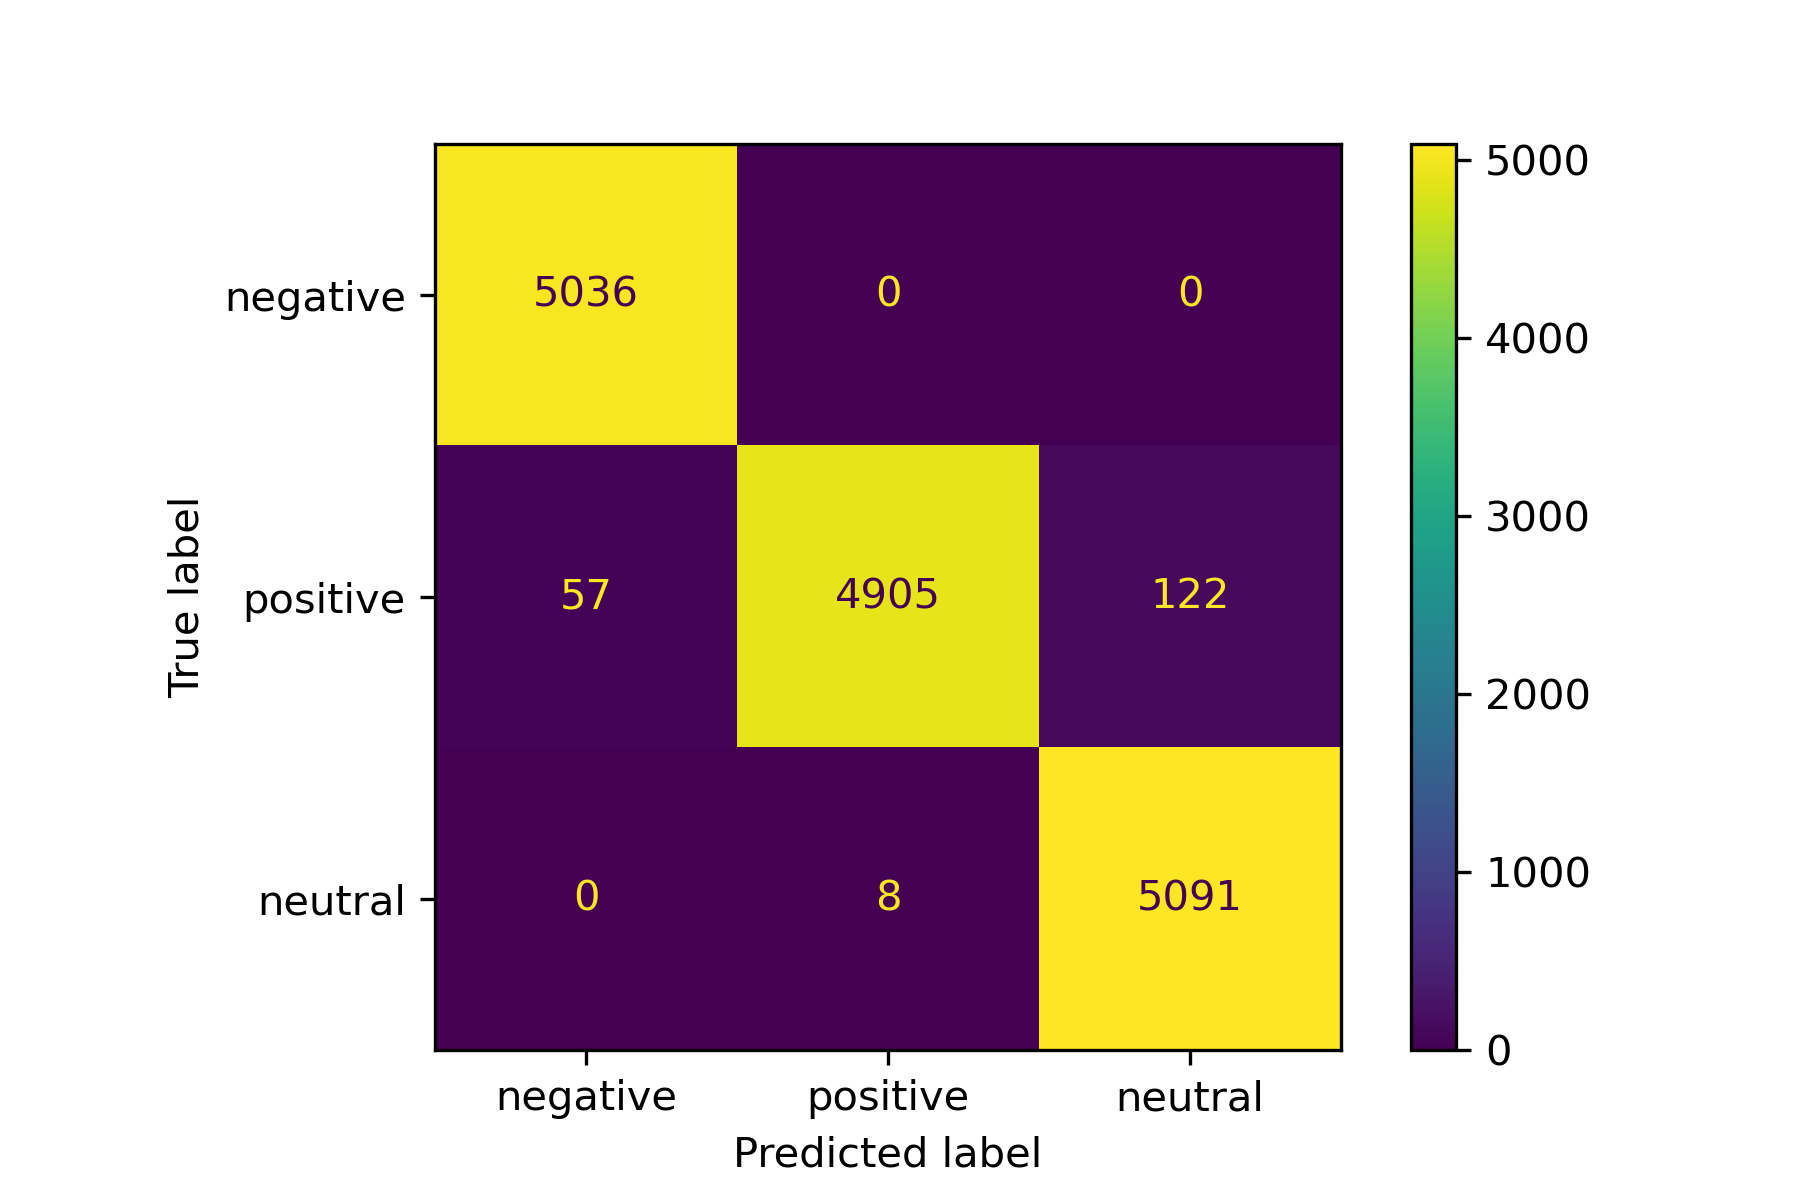 True label
negative
positive
neutral
5036 0 0
57 4905 122
0 8 5091
negative positive neutral
Predicted label
5000
4000
3000
2000
1000
0